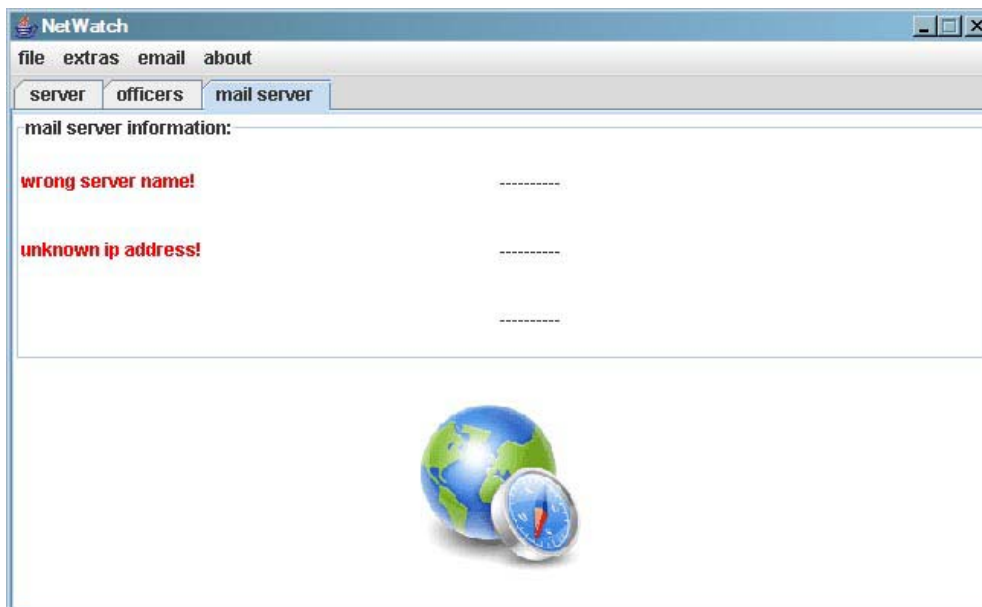 NetWatch
file extras email about
server officers mail server
mail server information:
wrong server name! ----------
unknown ip address! ----------
----------